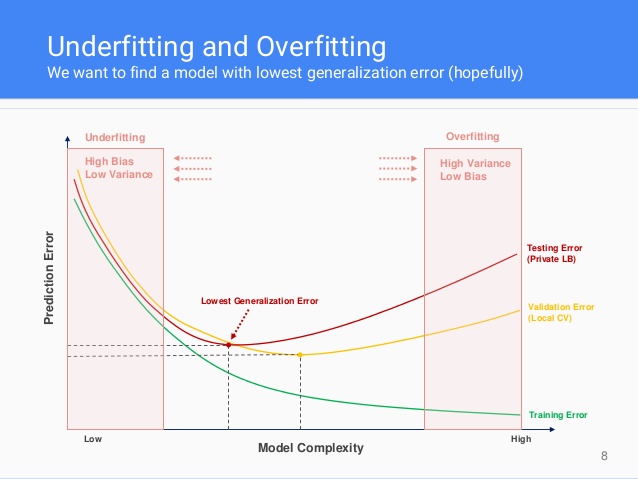 Underfitting and Overfitting
We want to find a model with lowest generalization error (hopefully)
Underfitting
Overfitting
High Bias
Low Variance
High Variance
Low Bias
Prediction Error
Testing Error
(Private LB)
Lowest Generalization Error
Validation Error
(Local CV)
Training Error
Low
High
Model Complexity
8